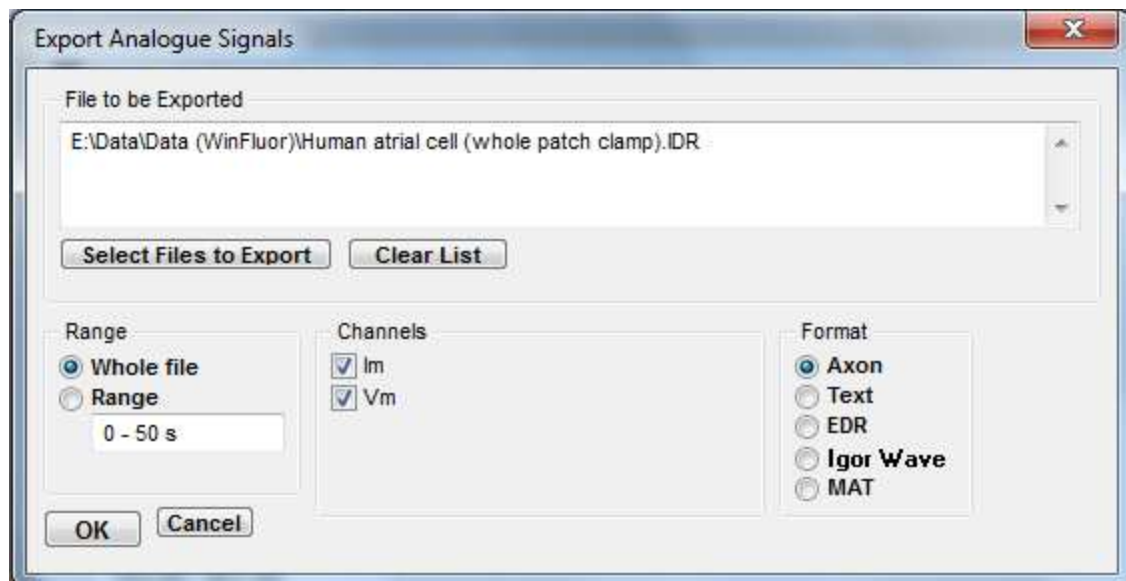 Export Analogue Signals
File to be Exported
E:\Data\Data (WinFluor)\Human atrial cell (whole patch clamp).IDR
Select Files to Export
Clear List
Range
Whole file
Range
0 - 50 s
Channels
Im
Vm
Format
Axon
Text
EDR
Igor Wave
MAT
OK
Cancel